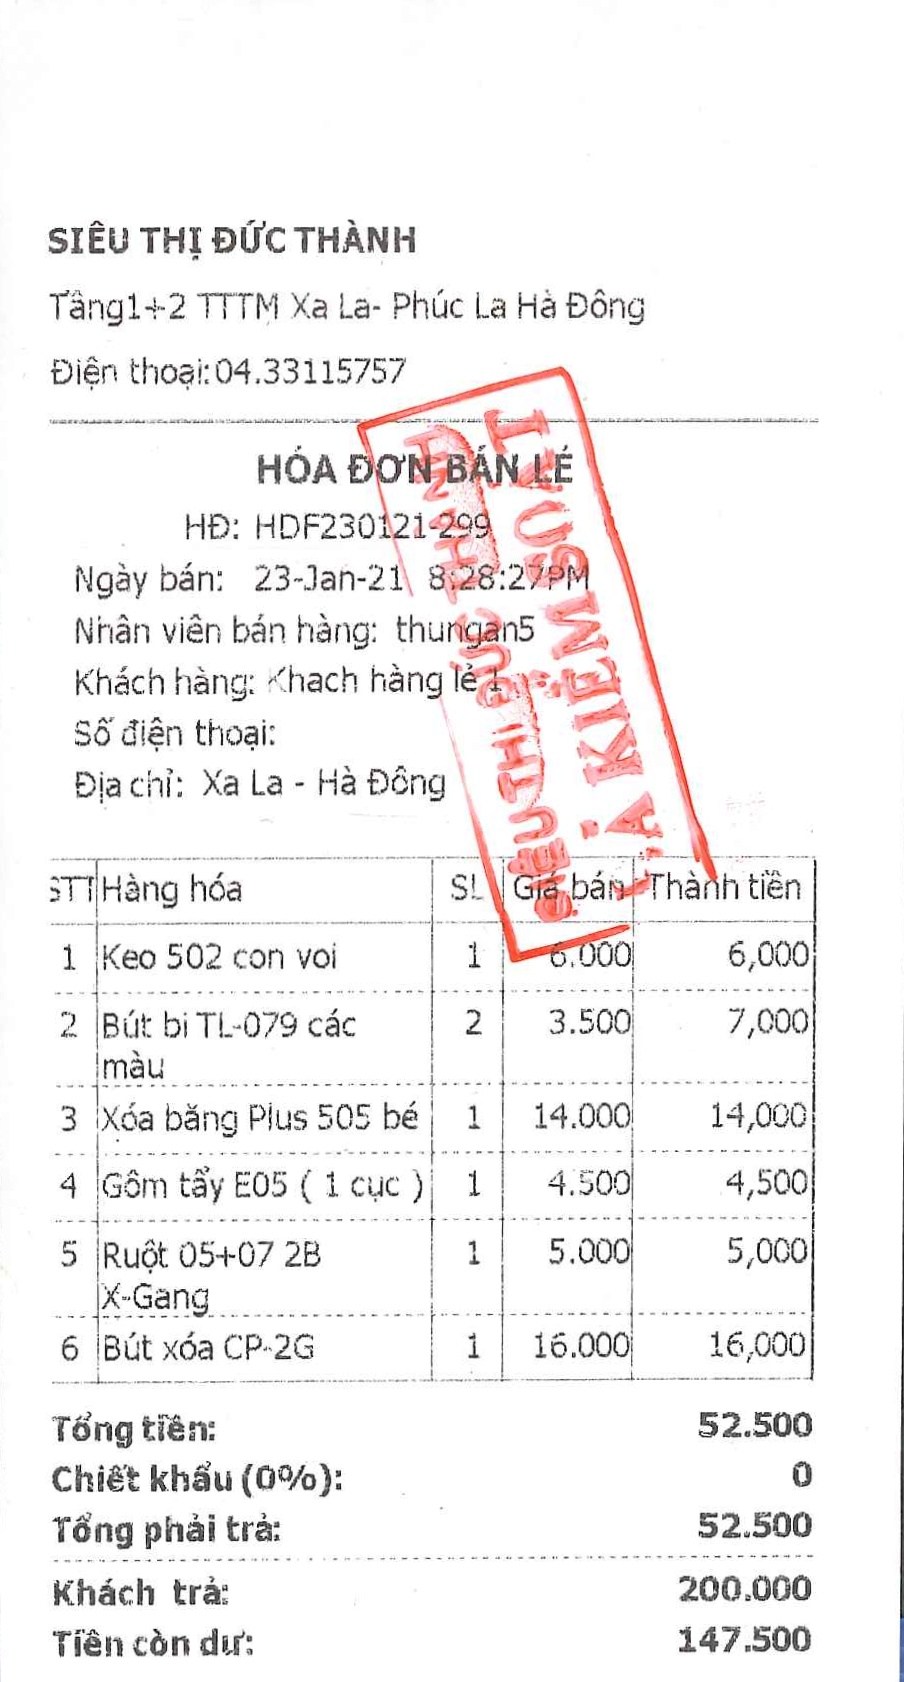 SIÊU THỊ ĐỨC THÀNH
Tầng1+2 TTTM Xa La- Phúc La Hà Đông
Điện thoại:04.33115757
HÓA ĐƠN BÁN LẺ
HĐ: HDF230121-299
Ngày bán: 23-Jan-21 8:28:27PM
Nhân viên bán hàng: thungan5
Khách hàng: Khach hàng lẻ 1
Số điện thoại:
Địa chỉ: Xa La - Hà Đông
SIÊU THỊ ĐỨC THÀNH
ĐÃ KIỂM SOÁT
STT Hàng hóa SL Giá bán Thành tiền
1 Keo 502 con voi 1 6.000 6,000
2 Bút bi TL-079 các 2 3.500 7,000
màu
3 Xóa băng Plus 505 bé 1 14.000 14,000
4 Gôm tẩy E05 ( 1 cục ) 1 4.500 4,500
5 Ruột 05+07 2B 1 5.000 5,000
X-Gang
6 Bút xóa CP-2G 1 16.000 16,000
Tổng tiền: 52.500
Chiết khấu (0%): 0
Tổng phải trả: 52.500
Khách trả: 200.000
Tiền còn dư: 147.500